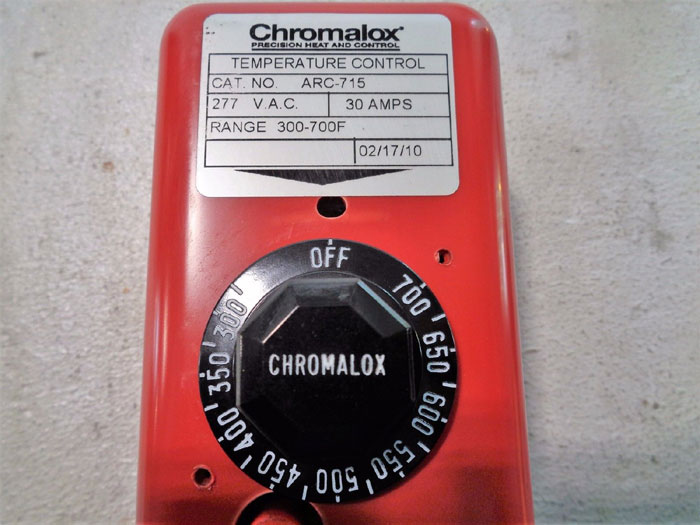 Chromalox®
PRECISION HEAT AND CONTROL
TEMPERATURE CONTROL
CAT. NO. ARC-715
277 V.A.C. 30 AMPS
RANGE 300-700F
02/17/10
OFF
700
650
600
550
500
450
400
350
300
CHROMALOX